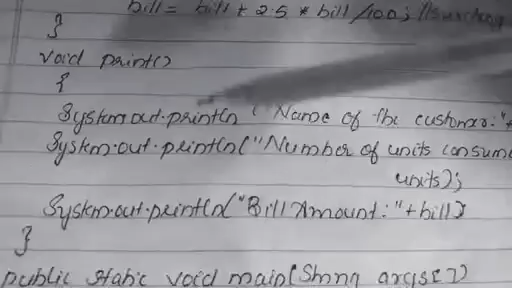 bill = bill + 2.5 * bill /100; //Surcharg
}
void print()
{
System.out.println ("Name of the customer:"+
System.out.println("Number of units consume
units);
System.out.println("Bill Amount:"+bill)
}
public static void main(String args[])